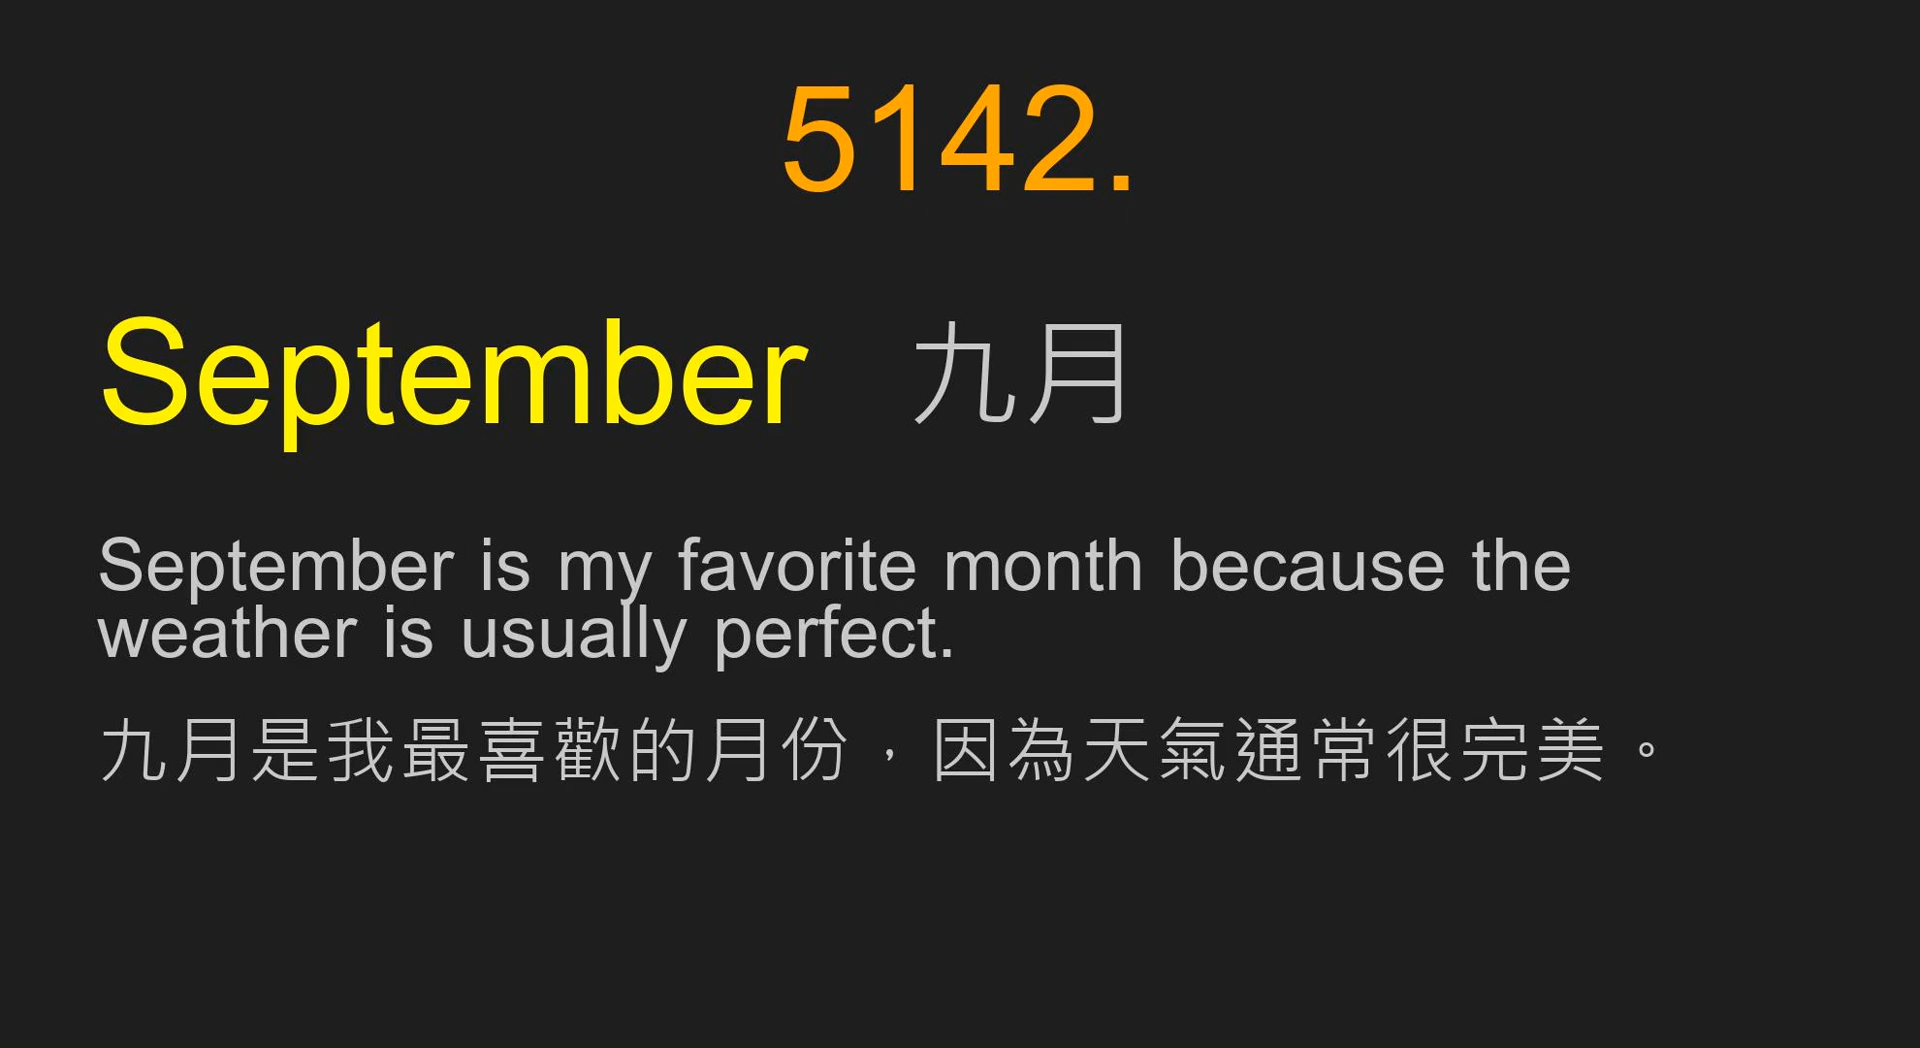 5142.
September 九月
September is my favorite month because the
weather is usually perfect.
九月是我最喜歡的月份，因為天氣通常很完美。